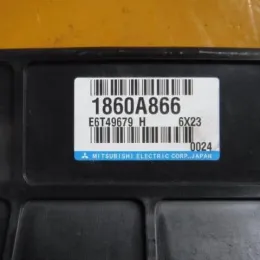 1860A866
E6T49679 H 6X23
0024
MITSUBISHI ELECTRIC CORP. JAPAN